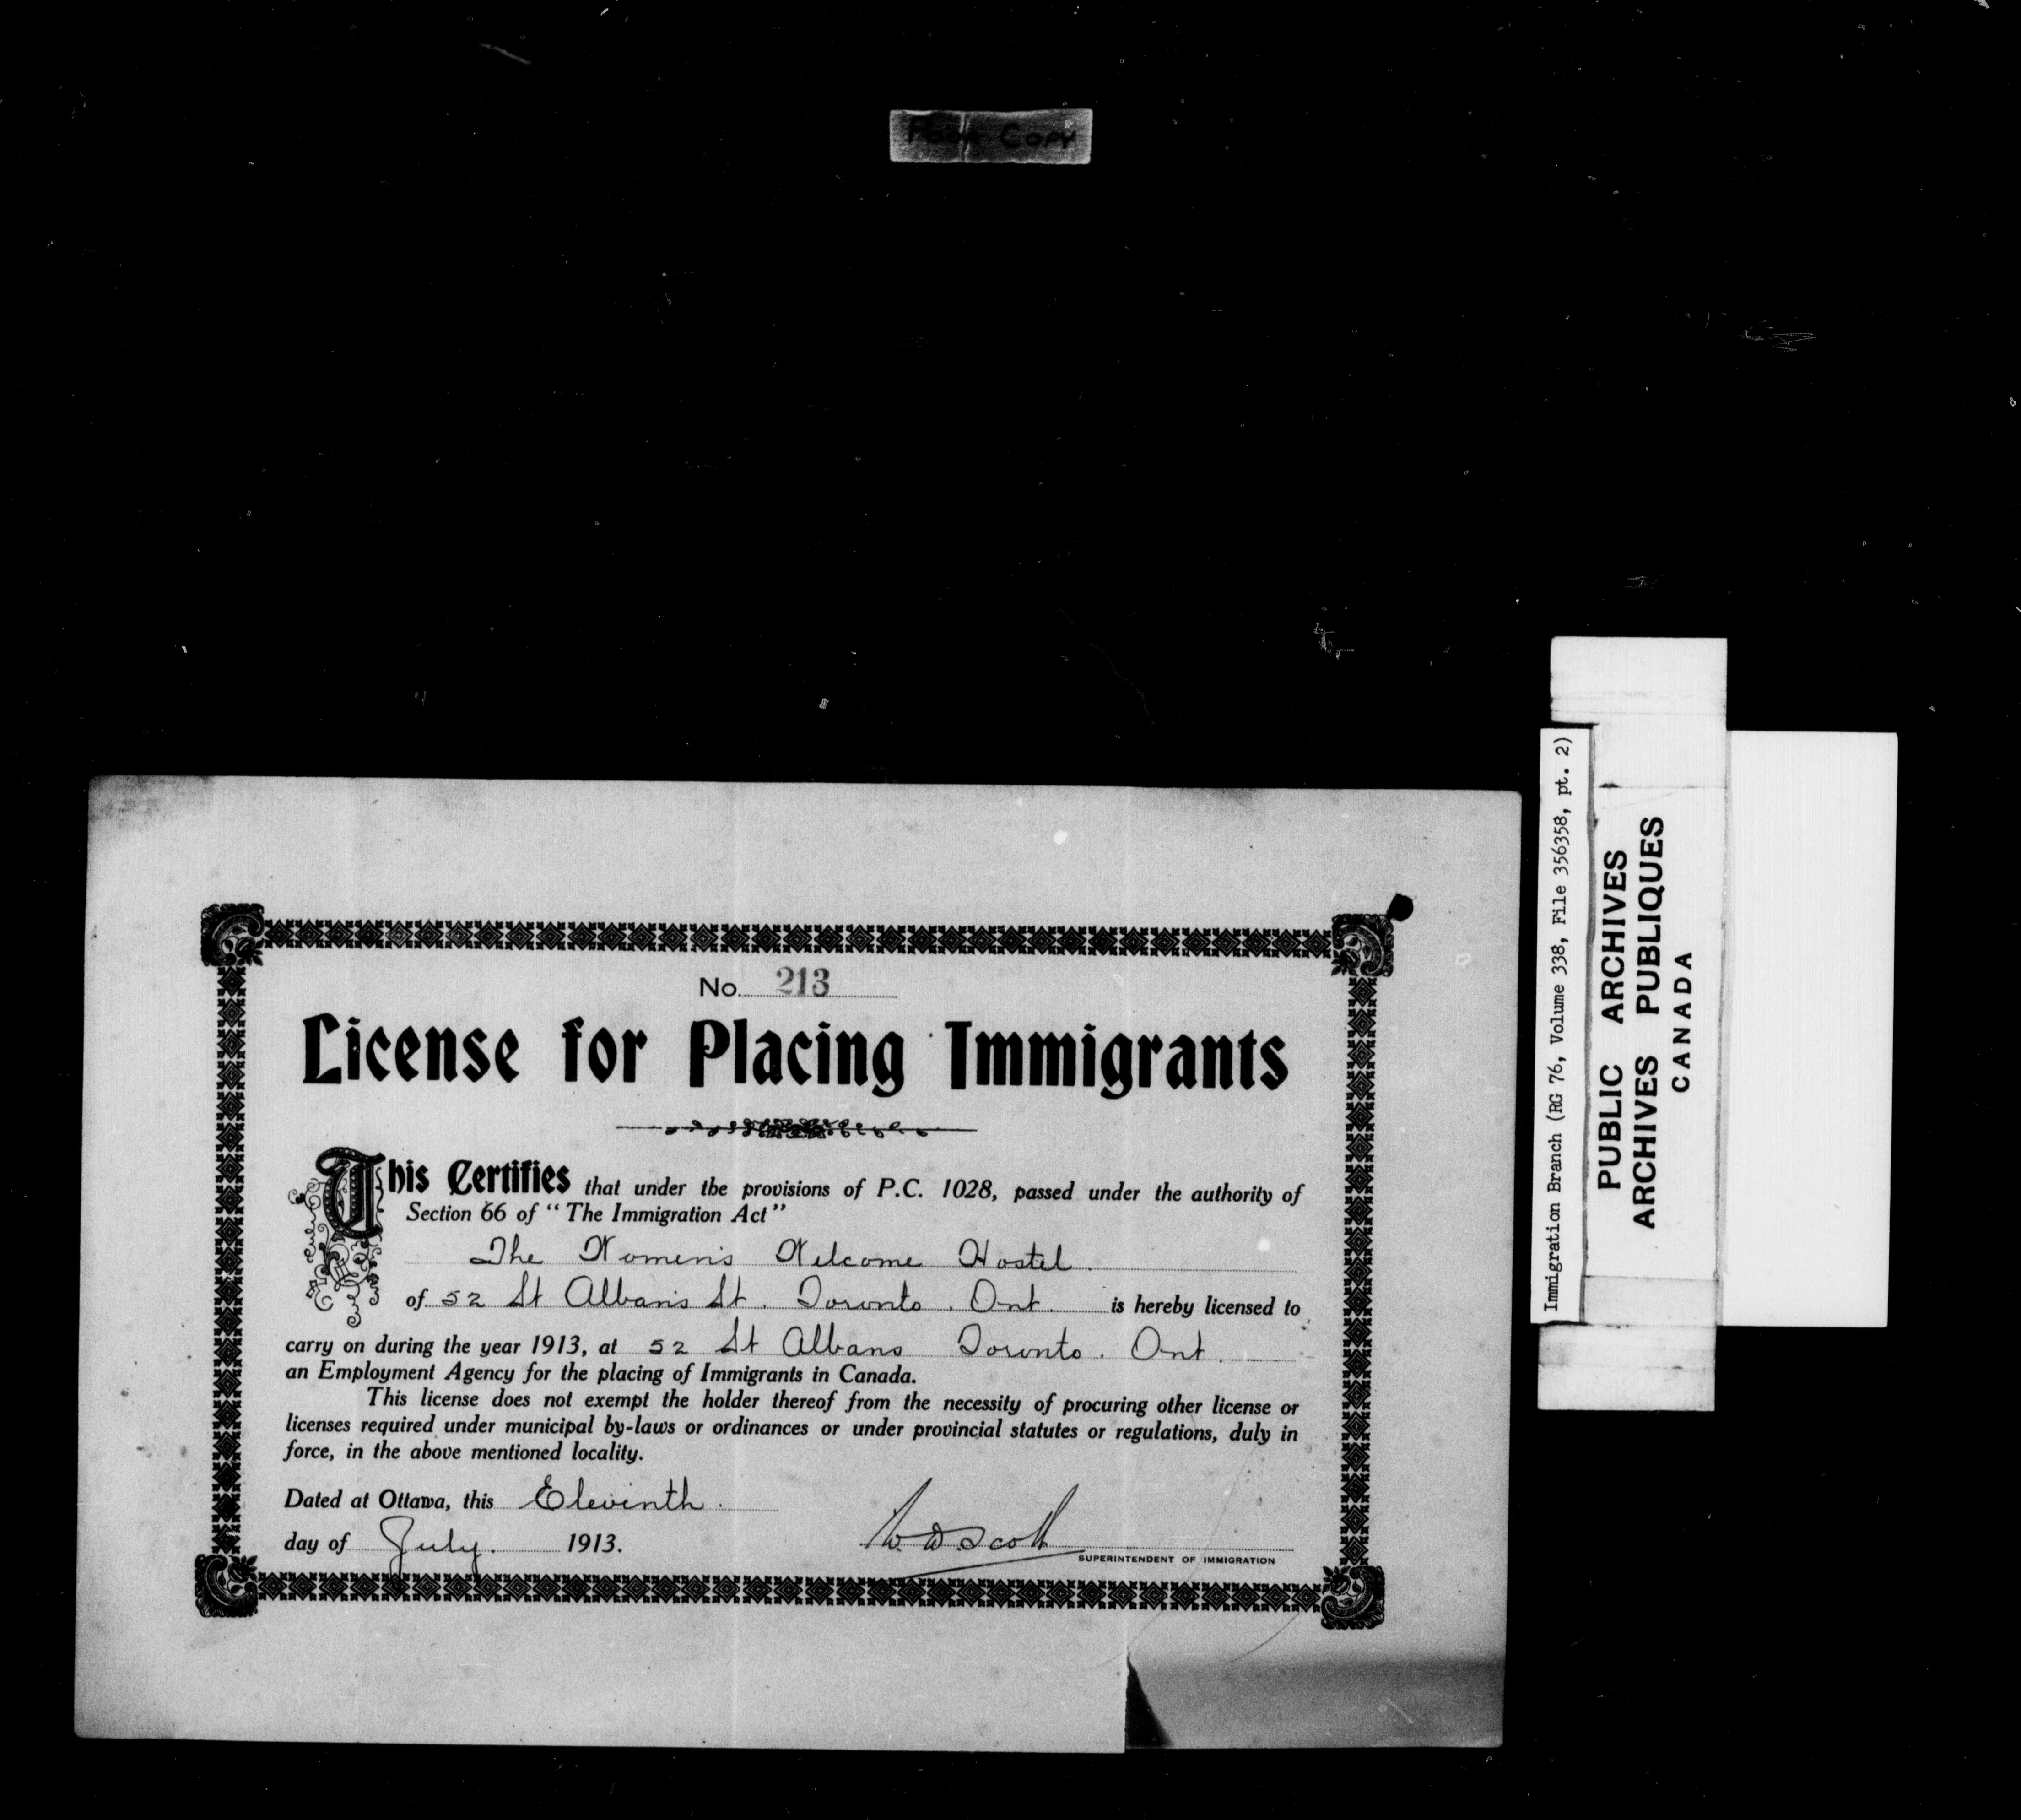 Poor Copy
No. 213
License for Placing Immigrants
This Certifies that under the provisions of P.C. 1028, passed under the authority of
Section 66 of "The Immigration Act"
The Women's Welcome Hostel.
of 52 St Alban's St. Toronto. Ont. is hereby licensed to
carry on during the year 1913, at 52 St Albans Toronto. Ont.
an Employment Agency for the placing of Immigrants in Canada.
This license does not exempt the holder thereof from the necessity of procuring other license or
licenses required under municipal by-laws or ordinances or under provincial statutes or regulations, duly in
force, in the above mentioned locality.
Dated at Ottawa, this Eleventh.
day of July. 1913.
W. D. Scott
SUPERINTENDENT OF IMMIGRATION
Immigration Branch (RG 76, Volume 338, File 356358, pt. 2)
PUBLIC ARCHIVES
ARCHIVES PUBLIQUES
CANADA